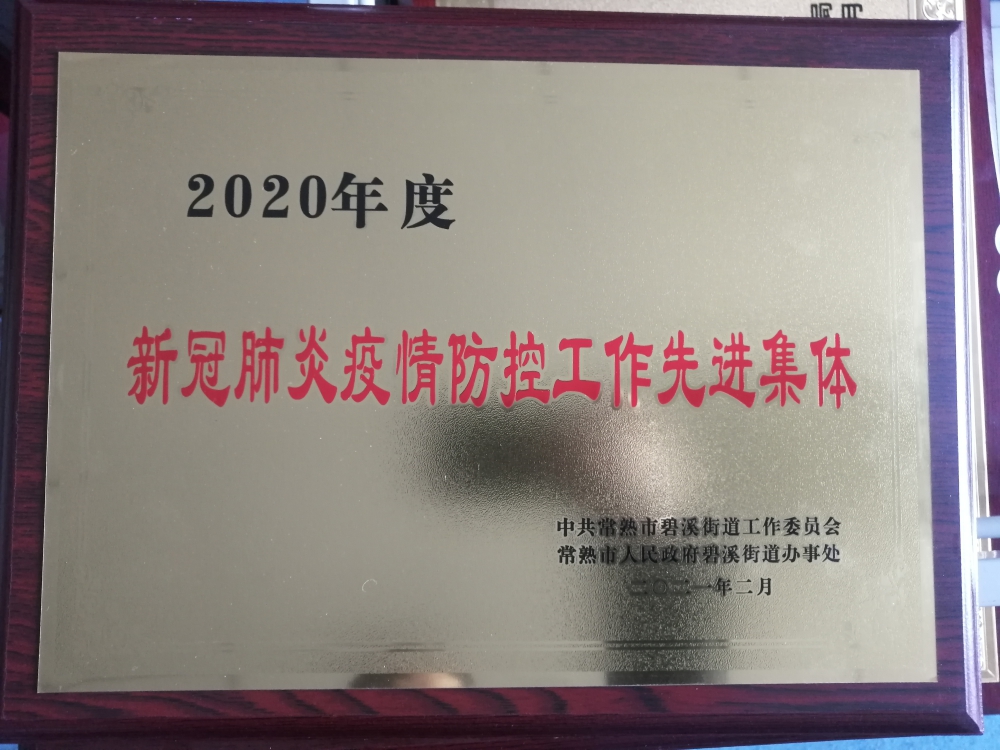 2020年度
新冠肺炎疫情防控工作先进集体
中共常熟市碧溪街道工作委员会
常熟市人民政府碧溪街道办事处
二〇二一年二月